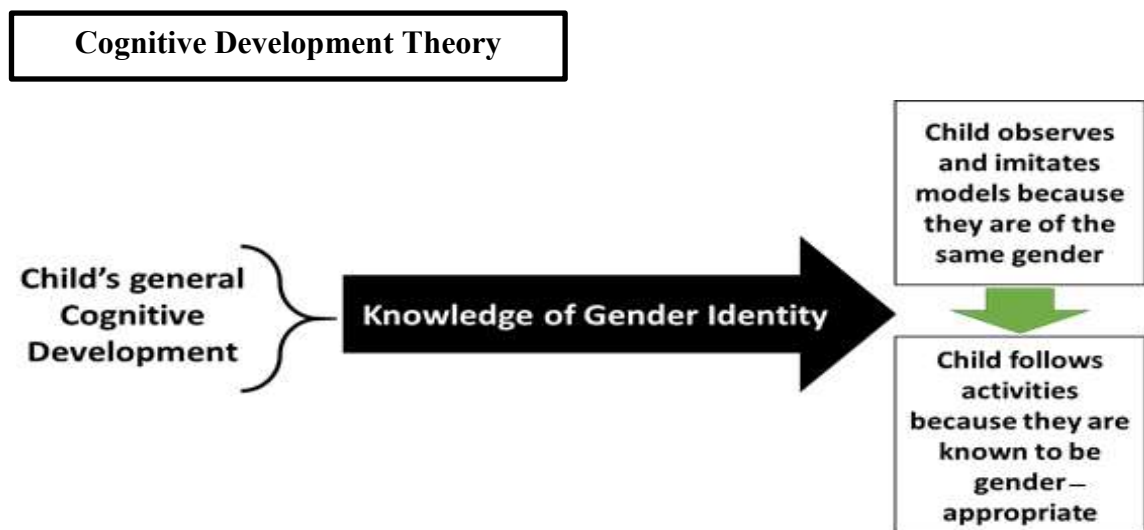 Cognitive Development Theory
Child's general
Cognitive
Development
Knowledge of Gender Identity
Child observes
and imitates
models because
they are of the
same gender
Child follows
activities
because they are
known to be
gender—
appropriate